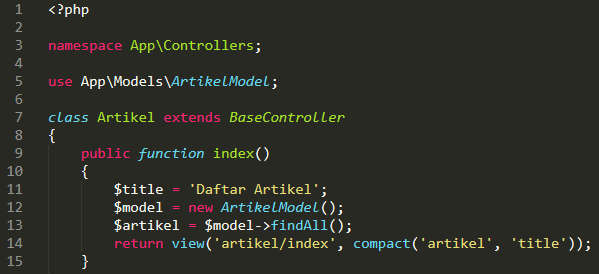 1 <?php
2
3 namespace App\Controllers;
4
5 use App\Models\ArtikelModel;
6
7 class Artikel extends BaseController
8 {
9     public function index()
10     {
11         $title = 'Daftar Artikel';
12         $model = new ArtikelModel();
13         $artikel = $model->findAll();
14         return view('artikel/index', compact('artikel', 'title'));
15     }